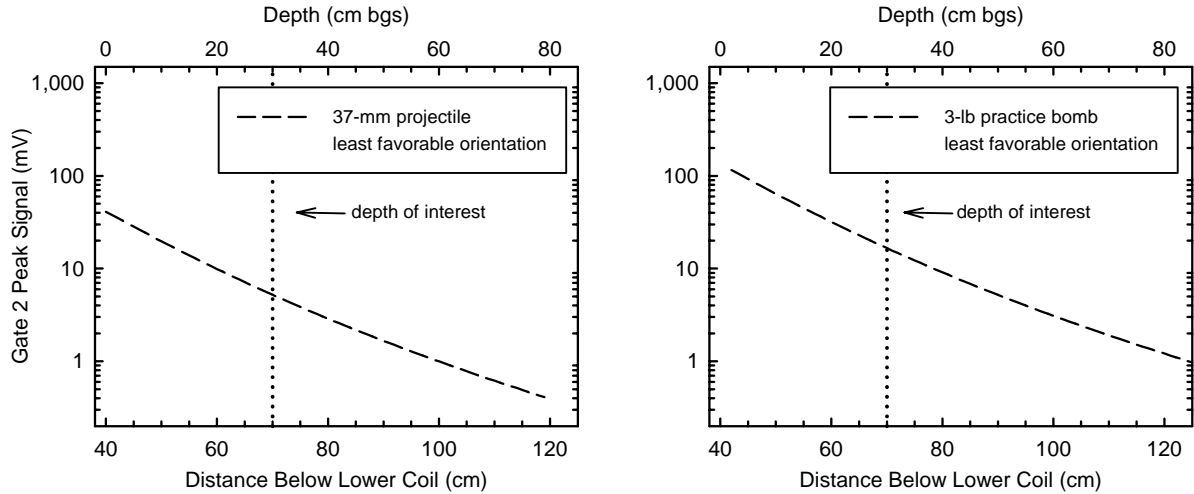 Depth (cm bgs)
0 20 40 60 80
1,000
100
10
1
Gate 2 Peak Signal (mV)
37-mm projectile
least favorable orientation
depth of interest
40 60 80 100 120
Distance Below Lower Coil (cm)
Depth (cm bgs)
0 20 40 60 80
1,000
100
10
1
3-lb practice bomb
least favorable orientation
depth of interest
40 60 80 100 120
Distance Below Lower Coil (cm)